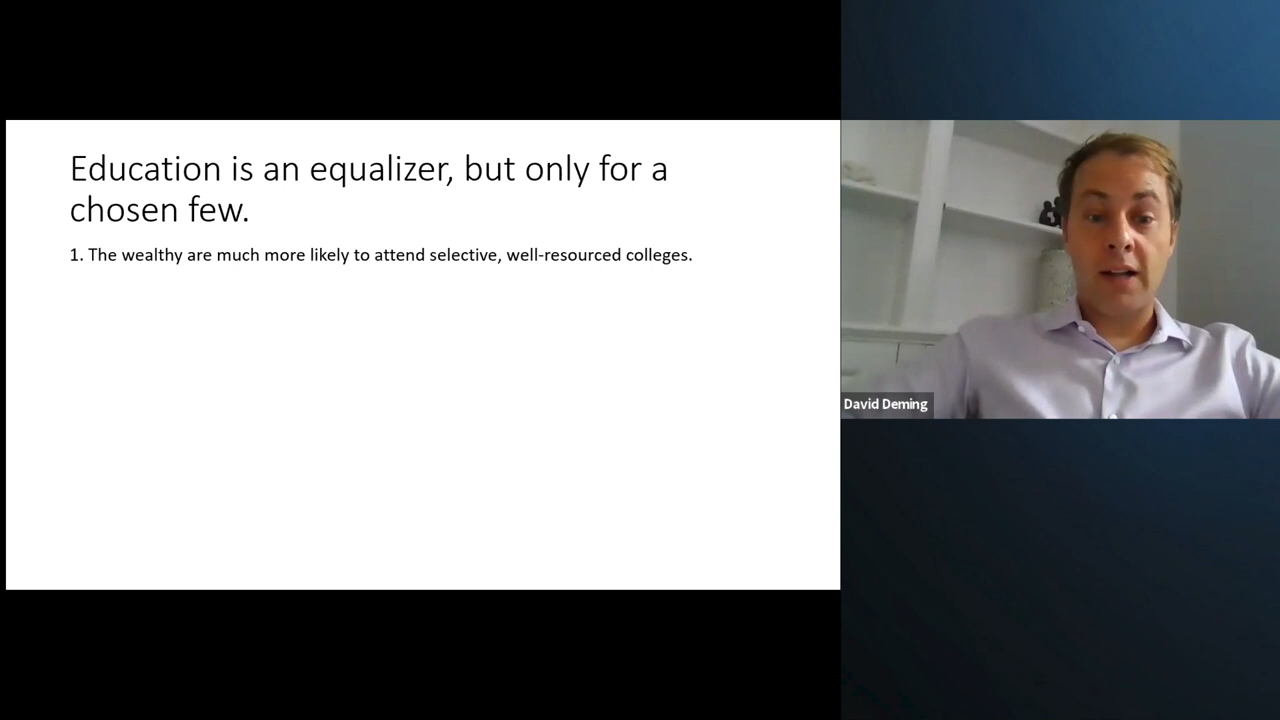 Education is an equalizer, but only for a
chosen few.
1. The wealthy are much more likely to attend selective, well-resourced colleges.
David Deming